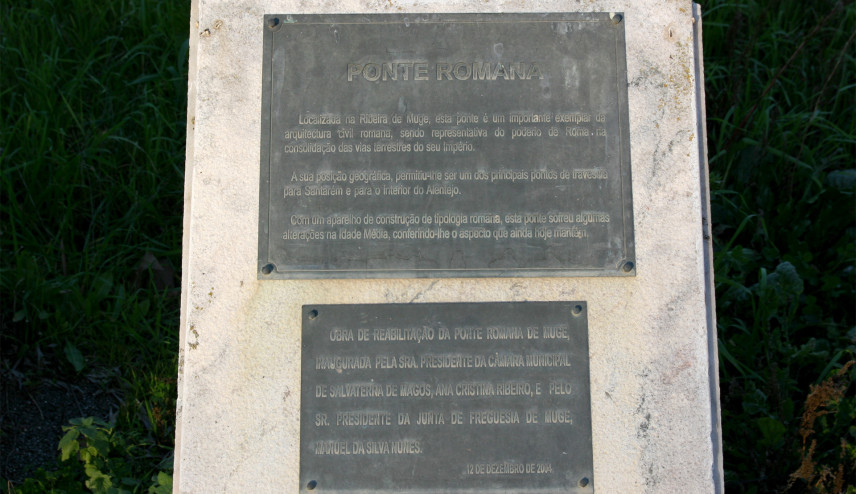 PONTE ROMANA
Localizada na Ribeira de Muge, esta ponte é um importante exemplar da
arquitectura civil romana, sendo representativa do poderio de Roma na
consolidação das vias terrestres do seu Império.
A sua posição geográfica, permitiu-lhe ser um dos principais pontos de travessia
para Santarém e para o Interior do Alentejo.
Com um aparelho de construção de tipologia romana, esta ponte sofreu algumas
alterações na Idade Média, conferindo-lhe o aspecto que ainda hoje mantém.
OBRA DE REABILITAÇÃO DA PONTE ROMANA DE MUGE,
INAUGURADA PELA SRA. PRESIDENTE DA CÂMARA MUNICIPAL
DE SALVATERRA DE MAGOS, ANA CRISTINA RIBEIRO, E PELO
SR. PRESIDENTE DA JUNTA DE FREGUESIA DE MUGE,
MANUEL DA SILVA NUNES.
12 DE DEZEMBRO DE 2004